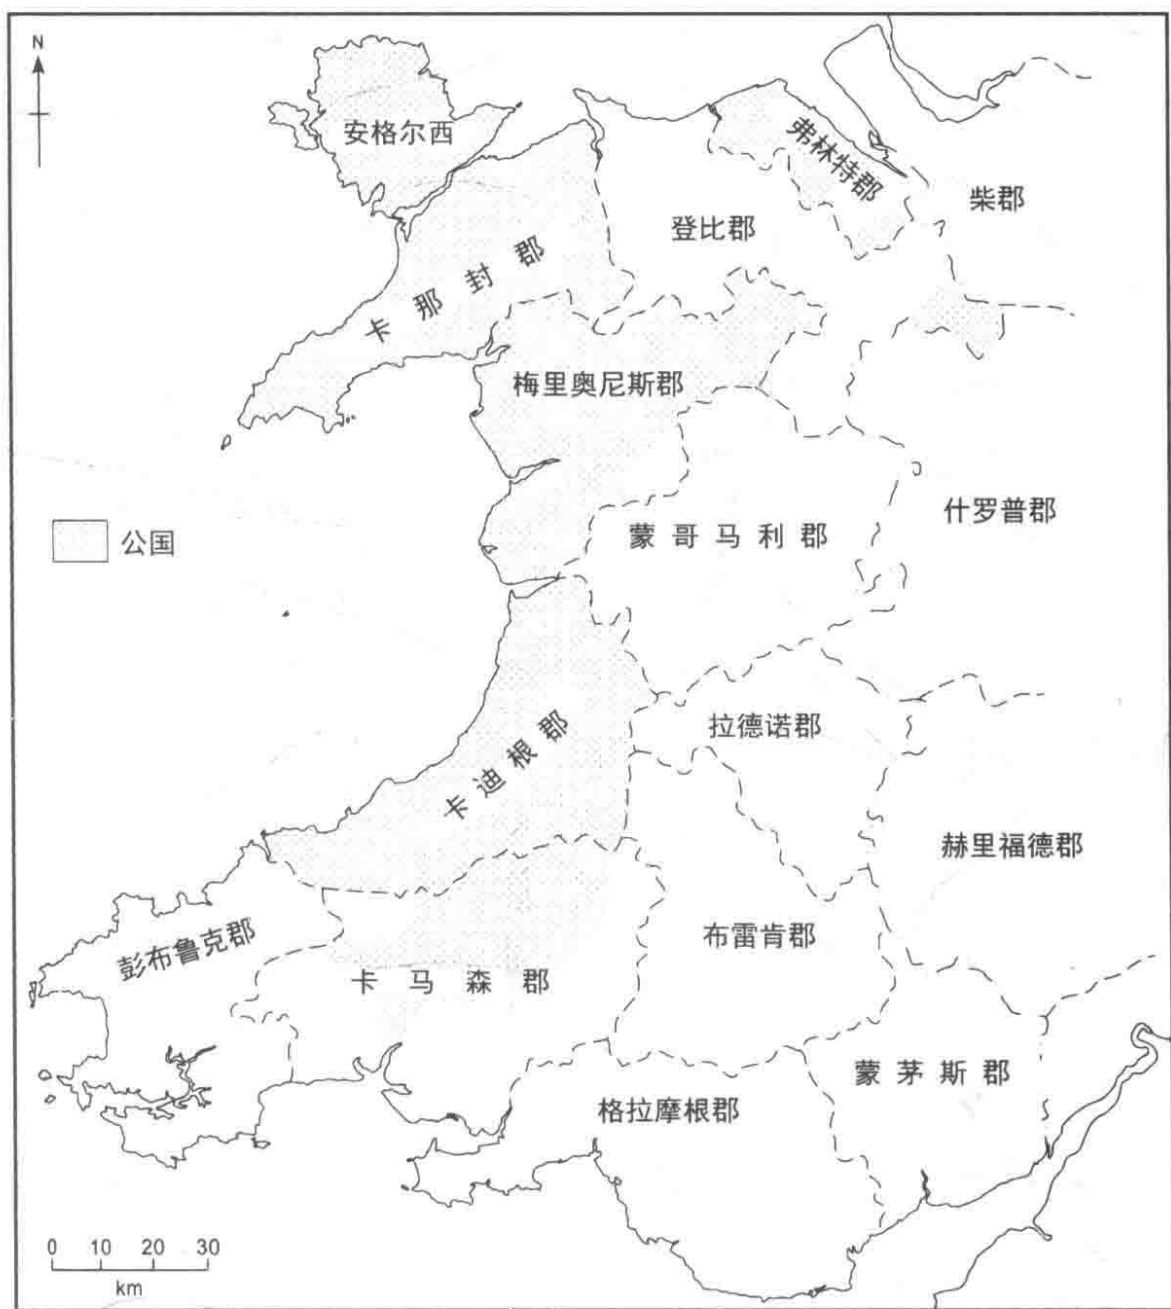 N
安格尔西
弗林特郡
柴郡
登比郡
卡那封郡
梅里奥尼斯郡
什罗普郡
公国
蒙哥马利郡
拉德诺郡
卡迪根郡
赫里福德郡
彭布鲁克郡
布雷肯郡
卡马森郡
蒙茅斯郡
格拉摩根郡
0 10 20 30
km